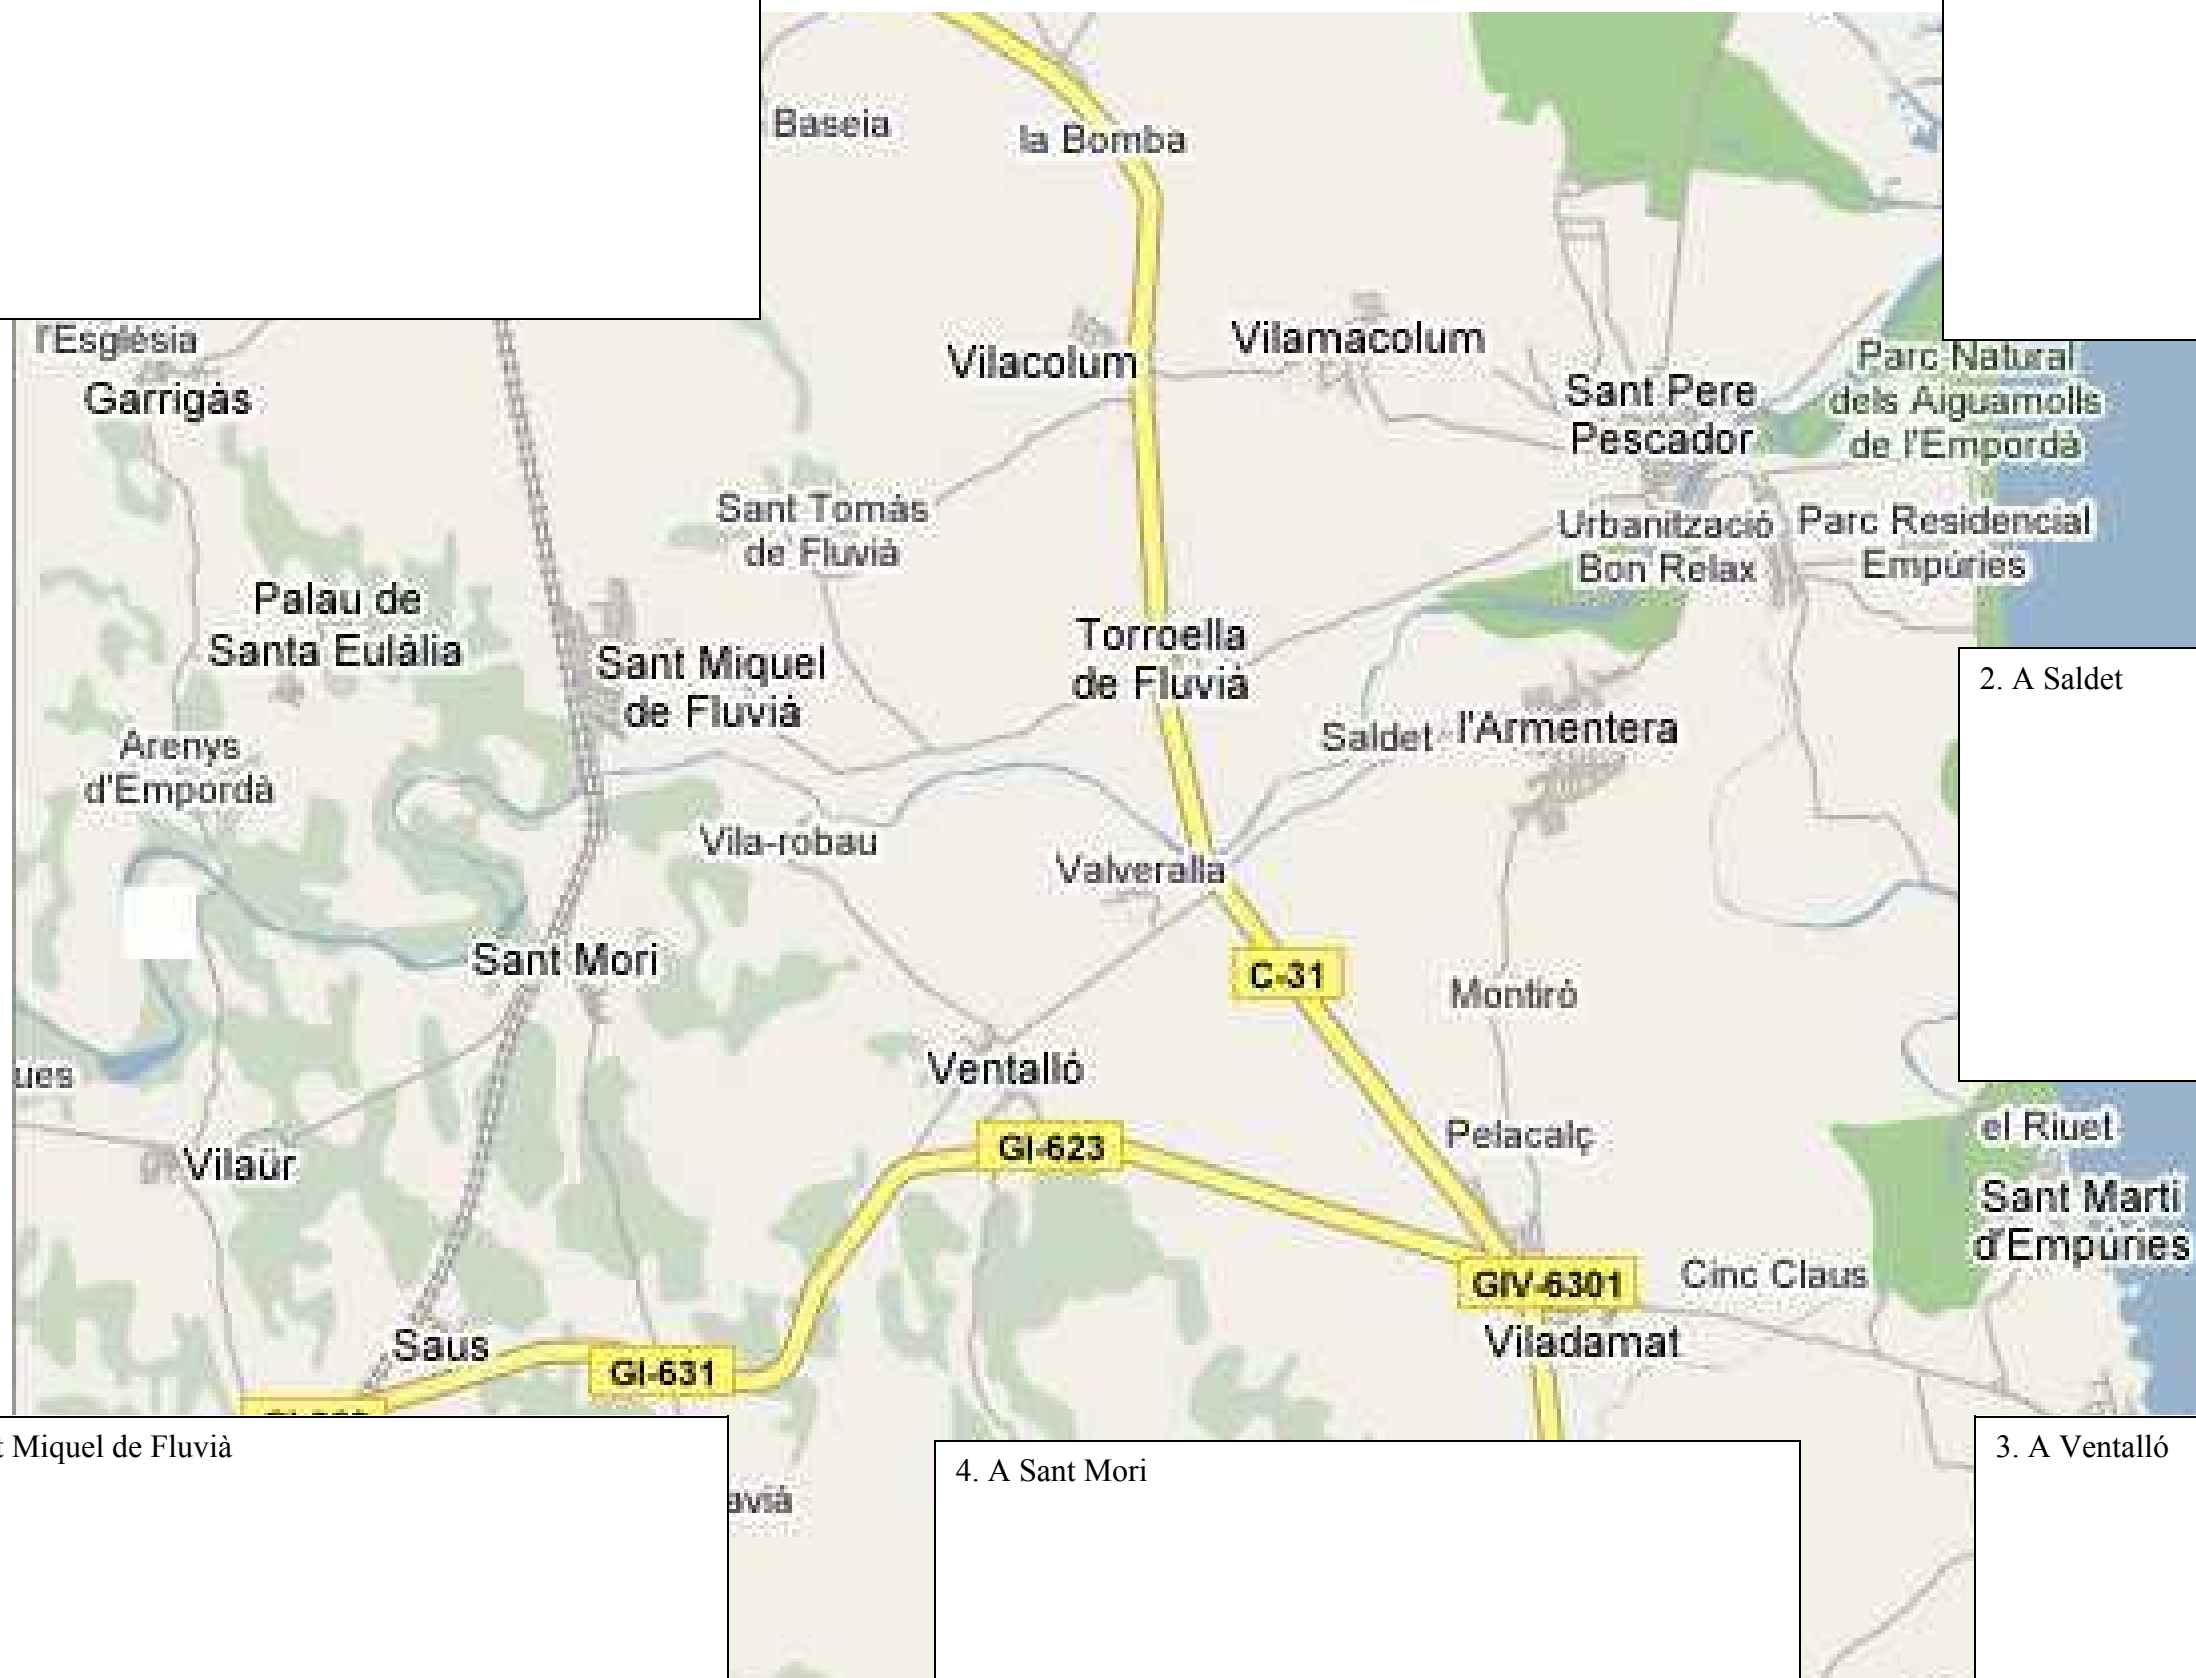 Baseia
la Bomba
l'Església
Garrigàs
Vilacolum
Vilamacolum
Sant Pere
Pescador
Parc Natural
dels Aiguamolls
de l'Empordà
Sant Tomàs
de Fluvià
Urbanització
Bon Relax
Parc Residencial
Empúries
Palau de
Santa Eulàlia
Sant Miquel
de Fluvià
Torroella
de Fluvià
2. A Saldet
Saldet
l'Armentera
Arenys
d'Empordà
Vila-robau
Valveralla
Sant Mori
C-31
Montiró
ues
Ventalló
Vilaür
GI-623
Pelacalç
el Riuet
Sant Martí
d'Empúries
GIV-6301
Cinc Claus
Viladamat
Saus
GI-631
t Miquel de Fluvià
4. A Sant Mori
3. A Ventalló
avià